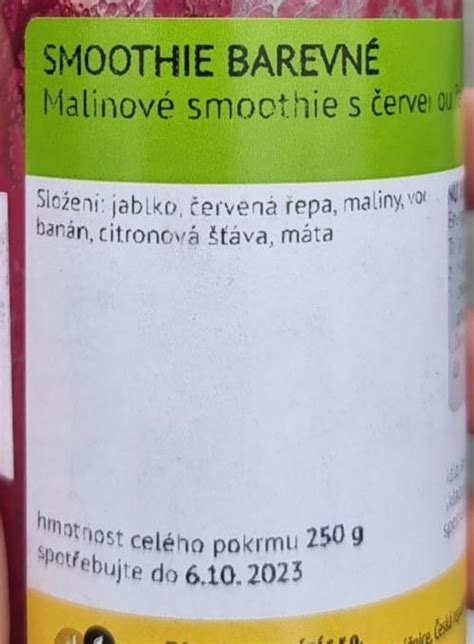 SMOOTHIE BAREVNÉ
Malinové smoothie s červenou
Složení: jablko, červená řepa, maliny,
banán, citronová šťáva, máta
hmotnost celého pokrmu 250 g
spotřebujte do 6.10. 2023